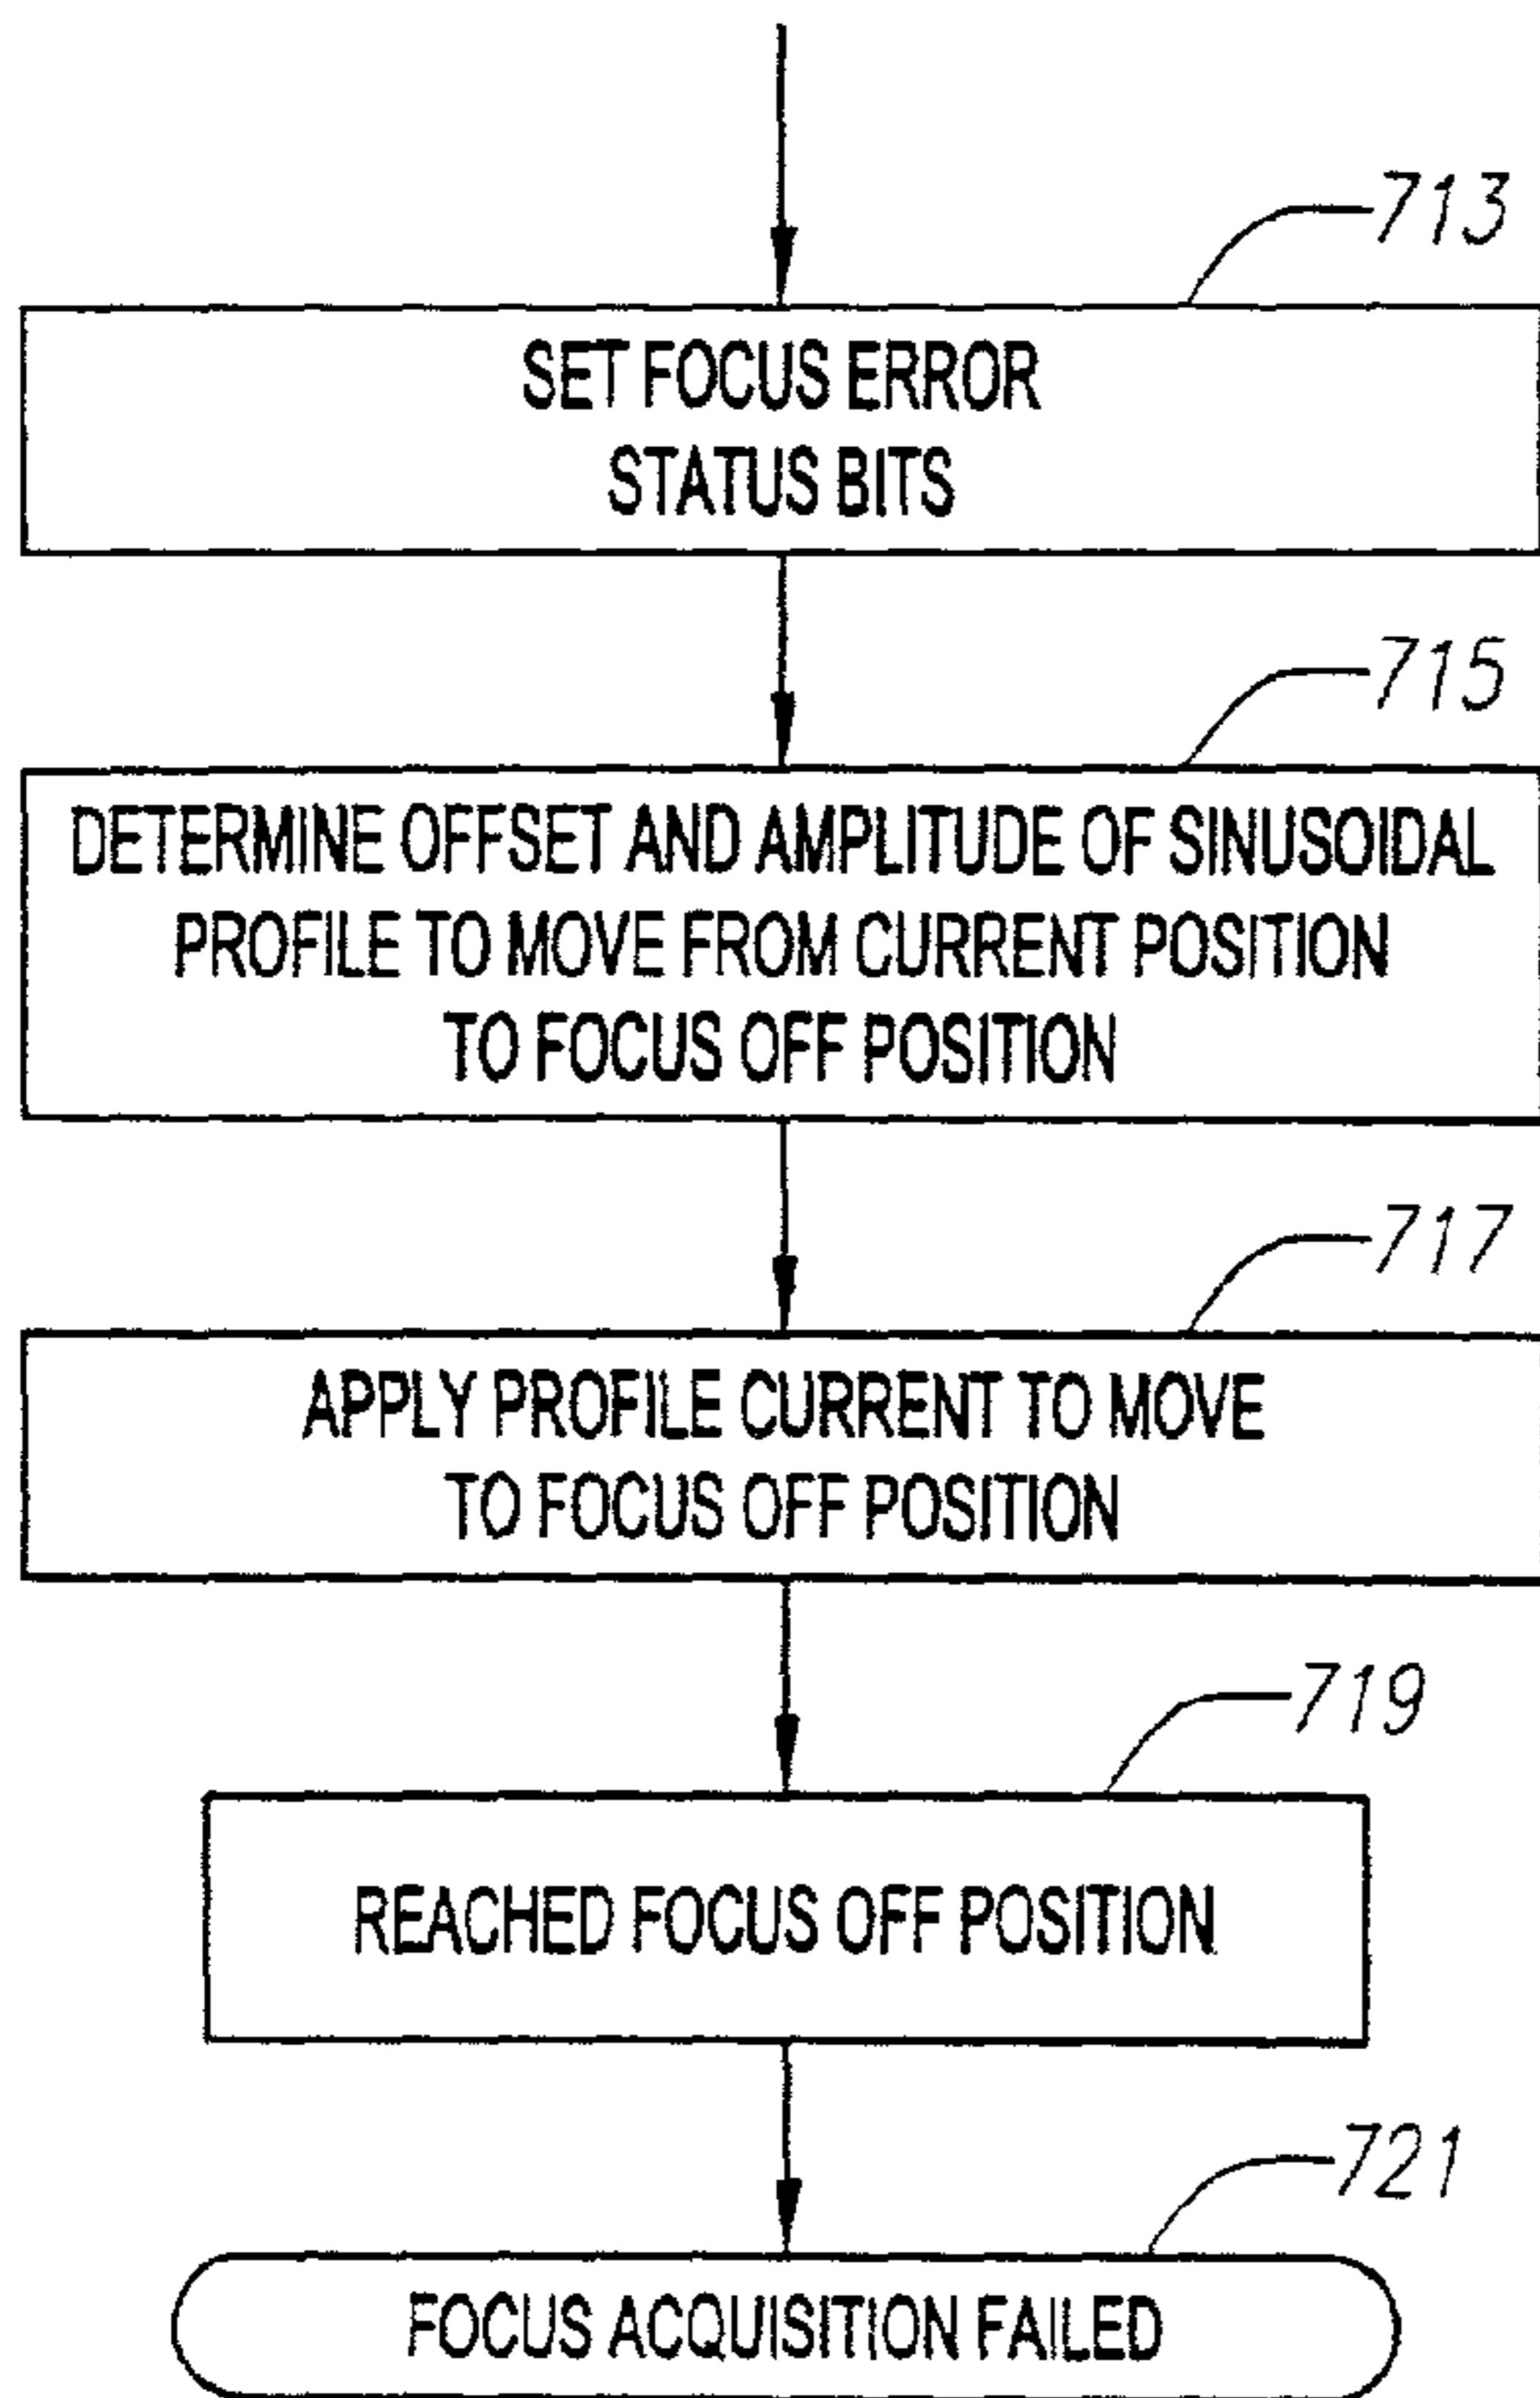 713
SET FOCUS ERROR
STATUS BITS
715
DETERMINE OFFSET AND AMPLITUDE OF SINUSOIDAL
PROFILE TO MOVE FROM CURRENT POSITION
TO FOCUS OFF POSITION
717
APPLY PROFILE CURRENT TO MOVE
TO FOCUS OFF POSITION
719
REACHED FOCUS OFF POSITION
721
FOCUS ACQUISITION FAILED